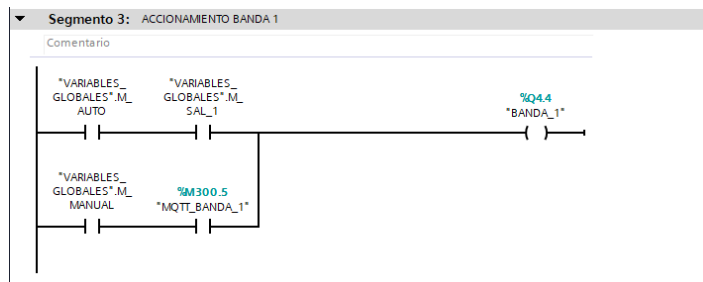 Segmento 3: ACCIONAMIENTO BANDA 1
Comentario
"VARIABLES_
GLOBALES".M_
AUTO
"VARIABLES_
GLOBALES".M_
SAL_1
%Q4.4
"BANDA_1"
"VARIABLES_
GLOBALES".M_
MANUAL
%M300.5
"MQTT_BANDA_1"